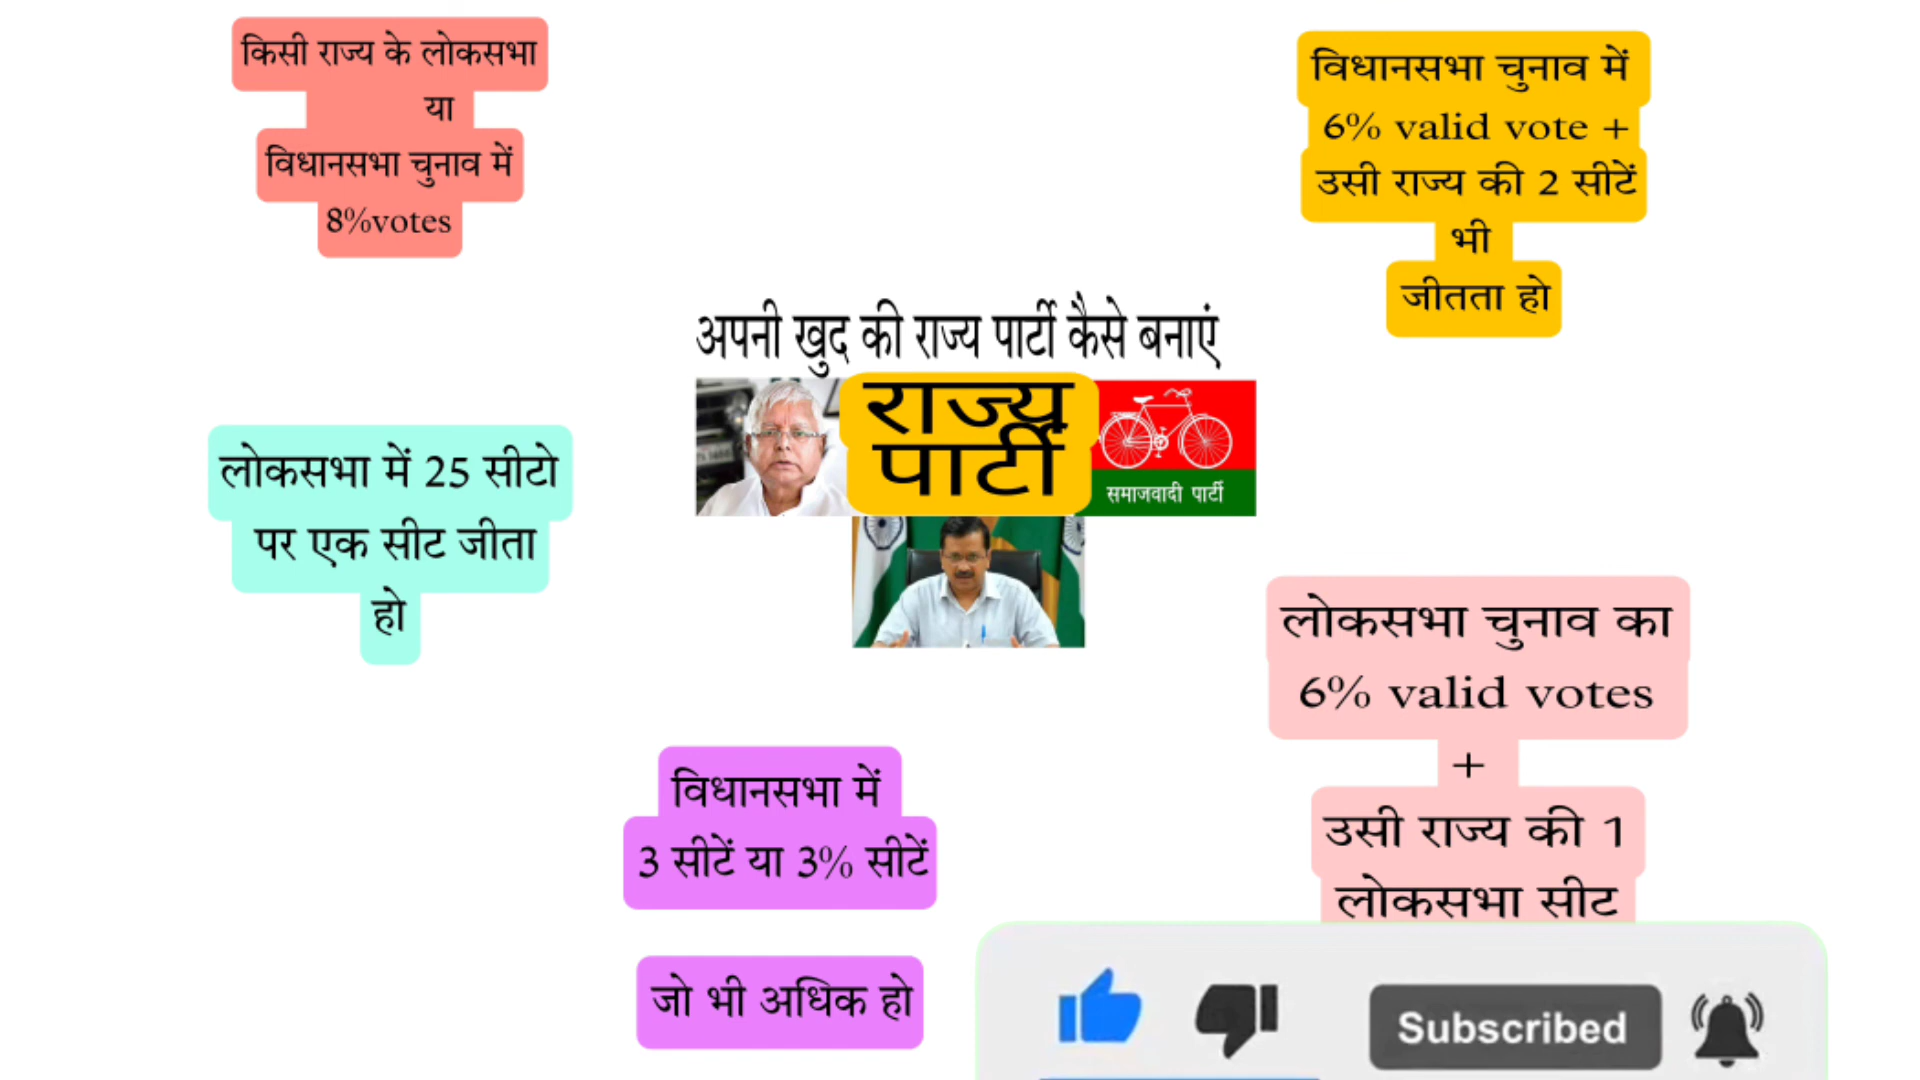 किसी राज्य के लोकसभा
या
विधानसभा चुनाव में
8%votes
विधानसभा चुनाव में
6% valid vote +
उसी राज्य की 2 सीटें
भी
जीतता हो
अपनी खुद की राज्य पार्टी कैसे बनाएं
राज्य
पार्टी
समाजवादी पार्टी
लोकसभा में 25 सीटो
पर एक सीट जीता
हो
लोकसभा चुनाव का
6% valid votes
+
उसी राज्य की 1
लोकसभा सीट
विधानसभा में
3 सीटें या 3% सीटें
जो भी अधिक हो
Subscribed